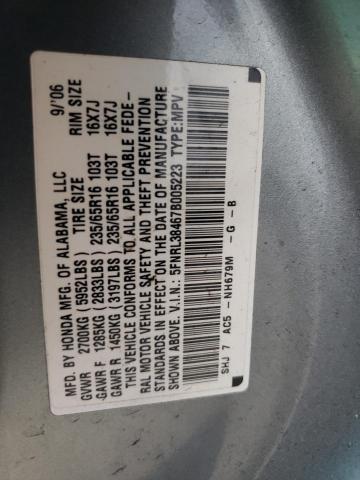 MFD. BY HONDA MFG. OF ALABAMA, LLC 9/'06
GVWR 2700KG (5952LBS) TIRE SIZE RIM SIZE
GAWR F 1285KG (2833LBS) 235/65R16 103T 16X7J
GAWR R 1450KG (3197LBS) 235/65R16 103T 16X7J
THIS VEHICLE CONFORMS TO ALL APPLICABLE FEDE-
RAL MOTOR VEHICLE SAFETY AND THEFT PREVENTION
STANDARDS IN EFFECT ON THE DATE OF MANUFACTURE
SHOWN ABOVE. V.I.N.: 5FNRL38467B005223 TYPE:MPV
SHJ 7 AC5 -NH679M -G -B